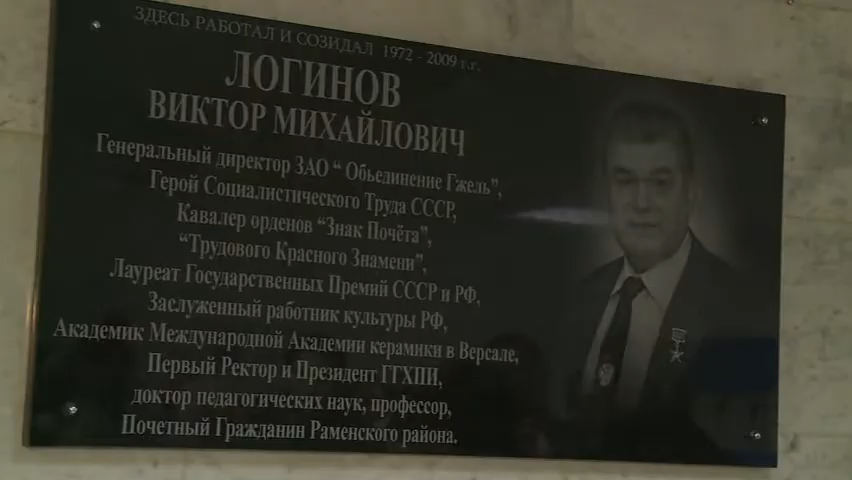 ЗДЕСЬ РАБОТАЛ И СОЗИДАЛ 1972 - 2009 г.г.
ЛОГИНОВ
ВИКТОР МИХАЙЛОВИЧ
Генеральный директор ЗАО “ Объединение Гжель”,
Герой Социалистического Труда СССР,
Кавалер орденов “Знак Почёта”,
“Трудового Красного Знамени”,
Лауреат Государственных Премий СССР и РФ,
Заслуженный работник культуры РФ,
Академик Международной Академии керамики в Версале,
Первый Ректор и Президент ГГХПИ,
доктор педагогических наук, профессор,
Почетный Гражданин Раменского района.